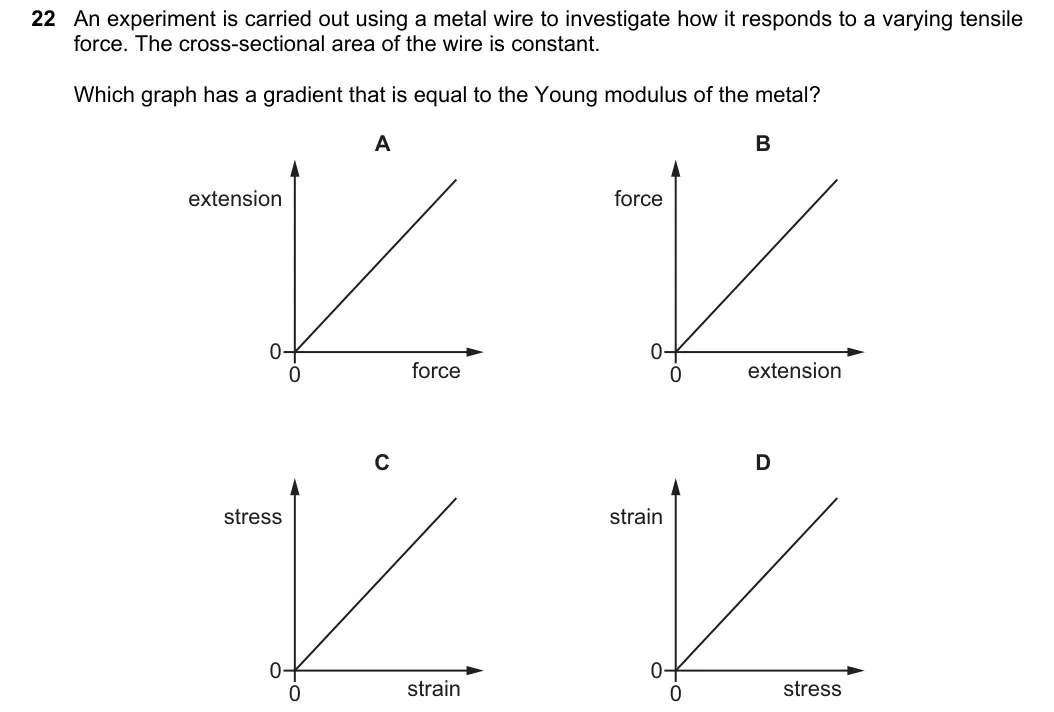 22 An experiment is carried out using a metal wire to investigate how it responds to a varying tensile
force. The cross-sectional area of the wire is constant.
Which graph has a gradient that is equal to the Young modulus of the metal?
A
extension
0
0
force
B
force
0
0
extension
C
stress
0
0
strain
D
strain
0
0
stress